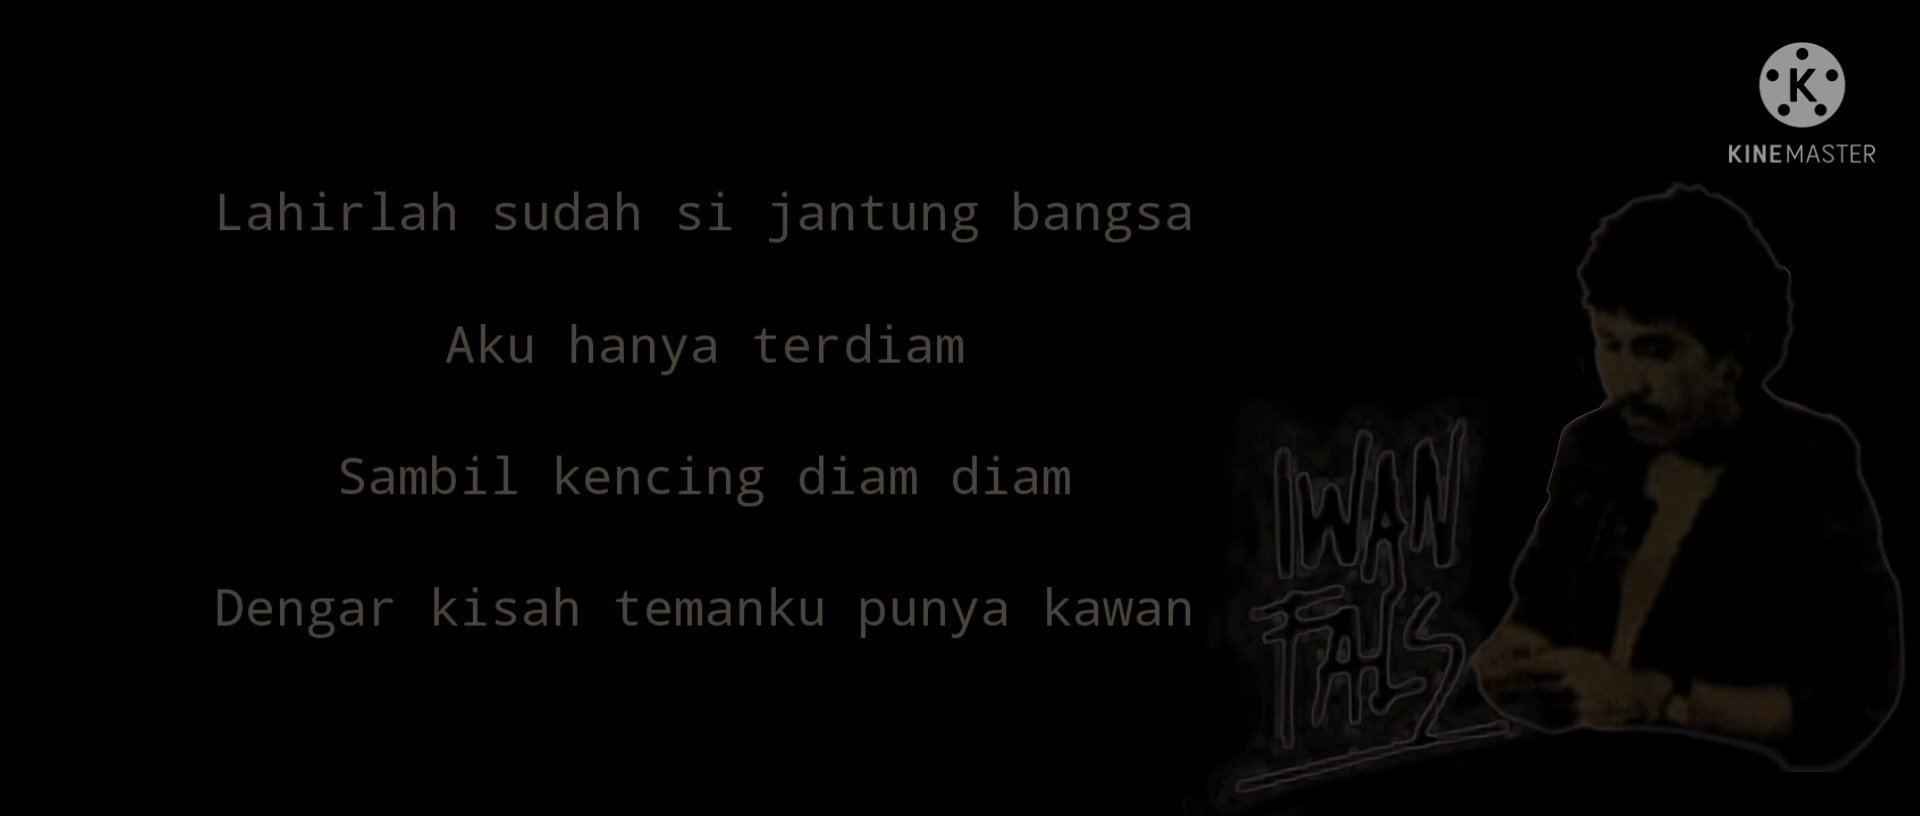 K
KINEMASTER
Lahirlah sudah si jantung bangsa
Aku hanya terdiam
Sambil kencing diam diam
Dengar kisah temanku punya kawan
IWAN
FALS